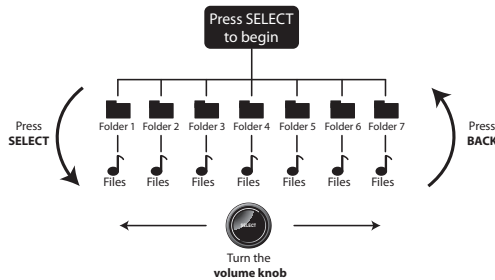 Press SELECT
to begin
Folder 1 Folder 2 Folder 3 Folder 4 Folder 5 Folder 6 Folder 7
Press
SELECT
Press
BACK
Files Files Files Files Files Files Files
SELECT
Turn the
volume knob